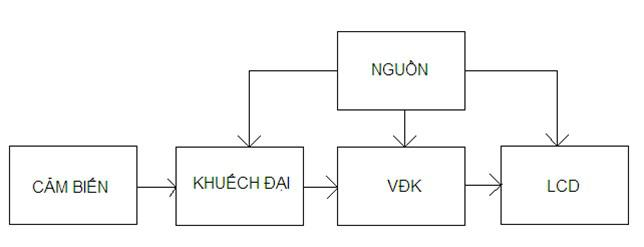 NGUỒN
CẢM BIẾN
KHUẾCH ĐẠI
VĐK
LCD